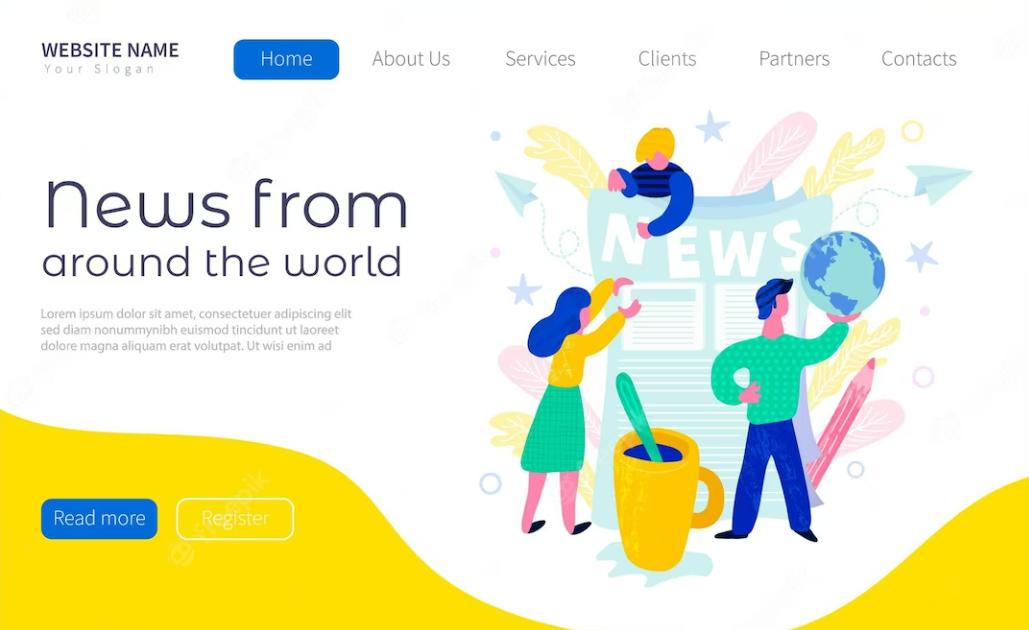 WEBSITE NAME
Your Slogan
Home
About Us
Services
Clients
Partners
Contacts
News from
around the world
Lorem ipsum dolor sit amet, consectetuer adipiscing elit
sed diam nonummynibh euismod tincidunt ut laoreet
dolore magna aliquam erat volutpat. Ut wisi enim ad
NEWS
Read more
Register
freepik